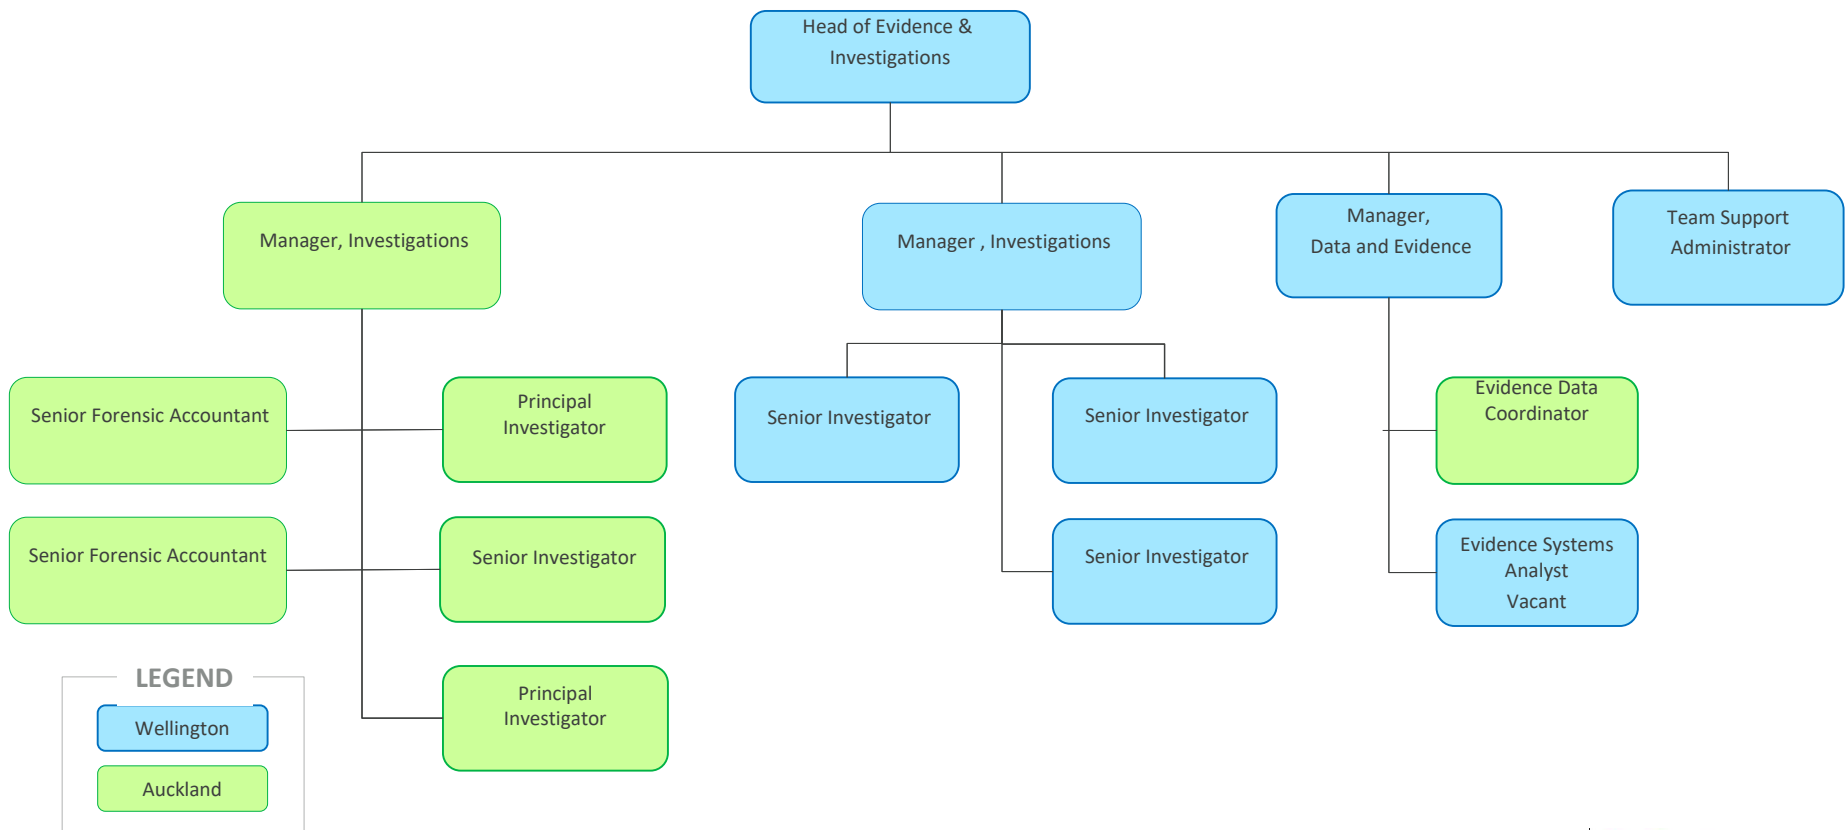 Head of Evidence &
Investigations
Manager, Investigations
Manager , Investigations
Manager,
Data and Evidence
Team Support
Administrator
Senior Forensic Accountant
Principal
Investigator
Senior Investigator
Senior Investigator
Evidence Data
Coordinator
Senior Forensic Accountant
Senior Investigator
Senior Investigator
Evidence Systems
Analyst
Vacant
Principal
Investigator
LEGEND
Wellington
Auckland